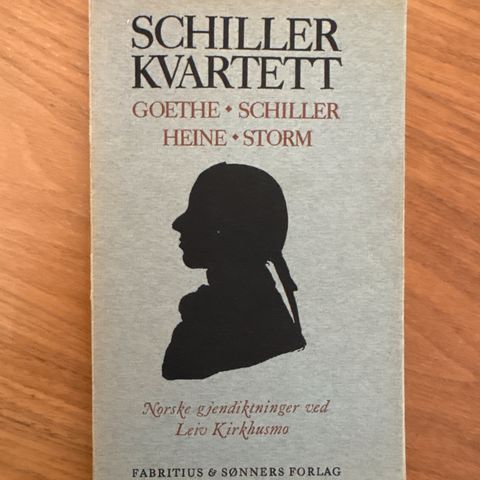 SCHILLER
KVARTETT
GOETHE • SCHILLER
HEINE • STORM
Norske gjendiktninger ved
Leiv Kirkhusmo
FABRITIUS & SØNNERS FORLAG